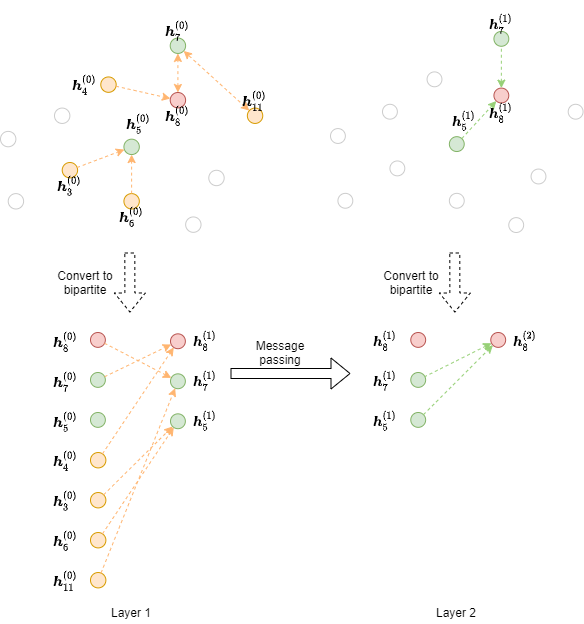 h_7^{(0)}
h_7^{(1)}
h_4^{(0)}
h_8^{(0)}
h_{11}^{(0)}
h_8^{(1)}
h_5^{(0)}
h_5^{(1)}
h_3^{(0)}
h_6^{(0)}
Convert to
bipartite
Convert to
bipartite
h_8^{(0)} h_8^{(1)}
Message
passing
h_8^{(1)} h_8^{(2)}
h_7^{(0)} h_7^{(1)}
h_7^{(1)}
h_5^{(0)} h_5^{(1)}
h_5^{(1)}
h_4^{(0)}
h_3^{(0)}
h_6^{(0)}
h_{11}^{(0)}
Layer 1
Layer 2